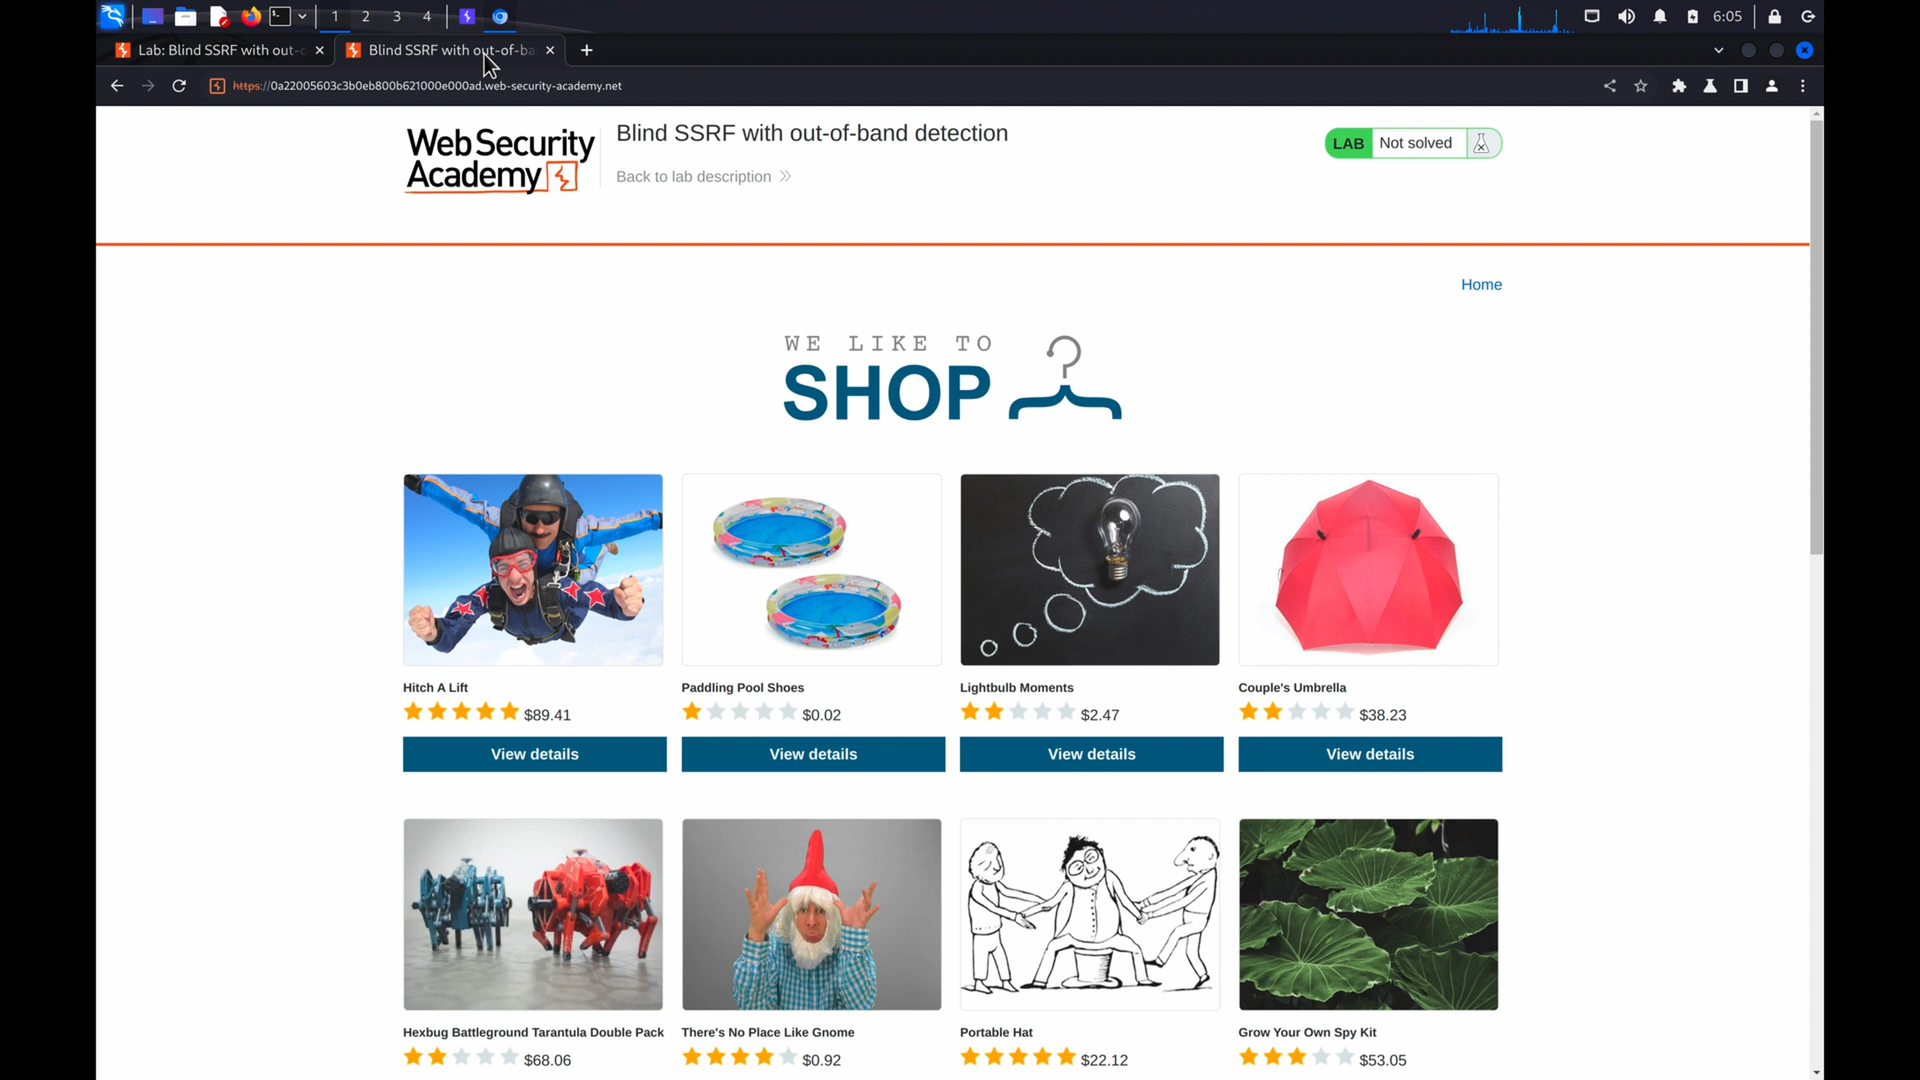 1 2 3 4
6:05
Lab: Blind SSRF with out-o
Blind SSRF with out-of-ba
https://0a22005603c3b0eb800b621000e000ad.web-security-academy.net
Web Security
Academy
Blind SSRF with out-of-band detection
Back to lab description
LAB Not solved
Home
WE LIKE TO
SHOP
Hitch A Lift
Paddling Pool Shoes
Lightbulb Moments
Couple's Umbrella
$89.41
$0.02
$2.47
$38.23
View details
View details
View details
View details
Hexbug Battleground Tarantula Double Pack
There's No Place Like Gnome
Portable Hat
Grow Your Own Spy Kit
$68.06
$0.92
$22.12
$53.05